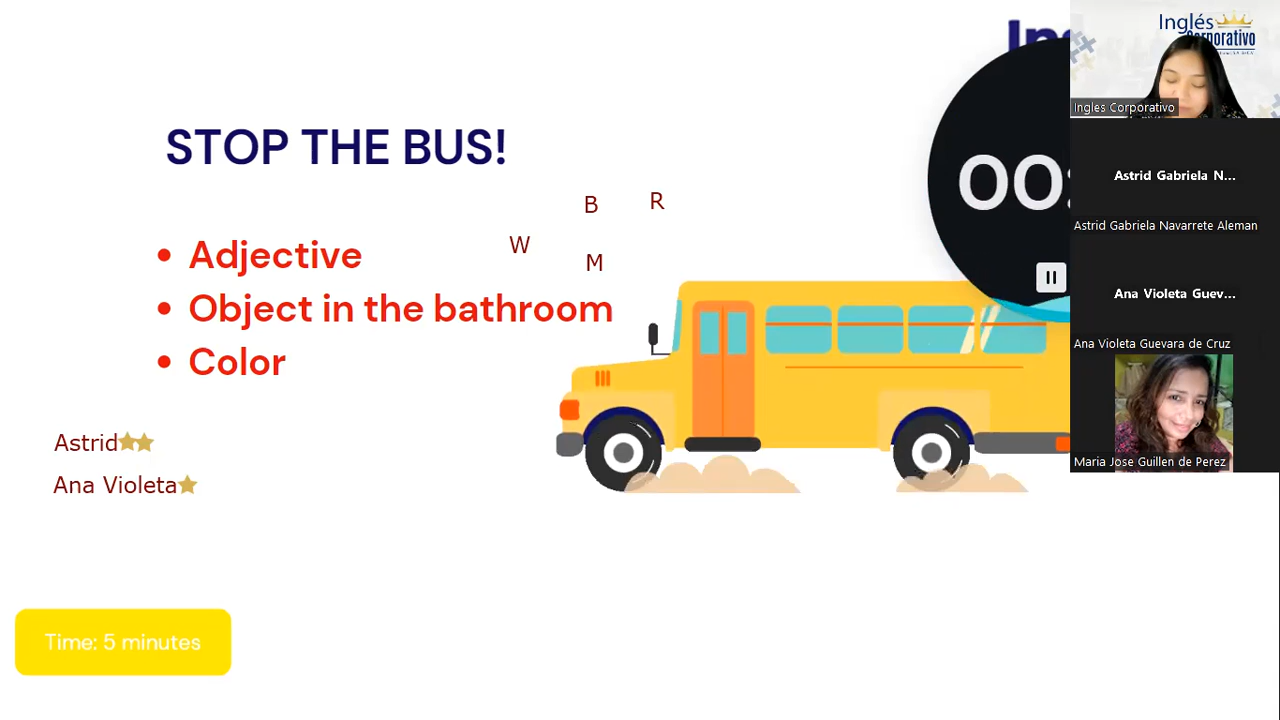 STOP THE BUS!
B
R
W
M
• Adjective
• Object in the bathroom
• Color
Astrid
Ana Violeta
Time: 5 minutes
00:
Inglés
Corporativo
Ingles Corporativo
Astrid Gabriela N...
Astrid Gabriela Navarrete Aleman
Ana Violeta Guev...
Ana Violeta Guevara de Cruz
Maria Jose Guillen de Perez